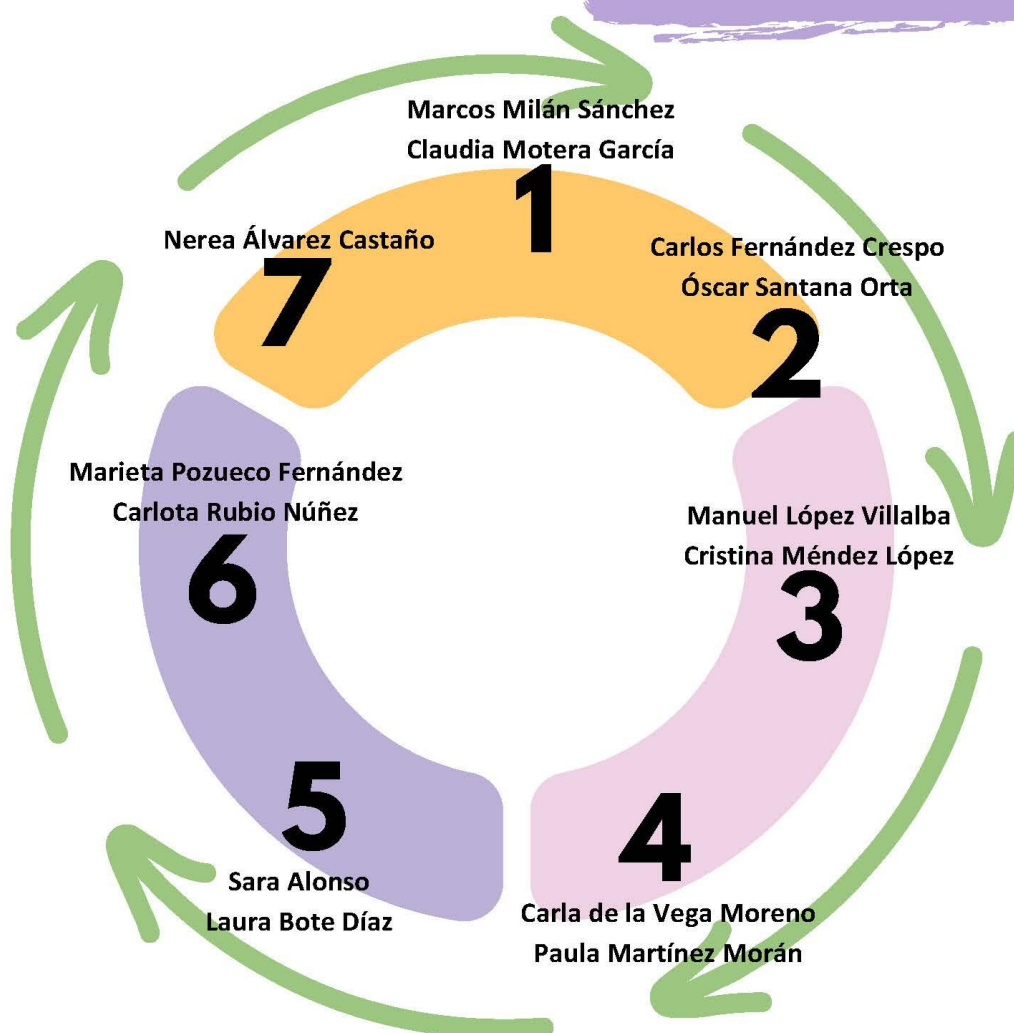 Marcos Milán Sánchez
Claudia Motera García
1
Carlos Fernández Crespo
Óscar Santana Orta
2
Manuel López Villalba
Cristina Méndez López
3
4
Carla de la Vega Moreno
Paula Martínez Morán
5
Sara Alonso
Laura Bote Díaz
Marieta Pozueco Fernández
Carlota Rubio Núñez
6
Nerea Álvarez Castaño
7